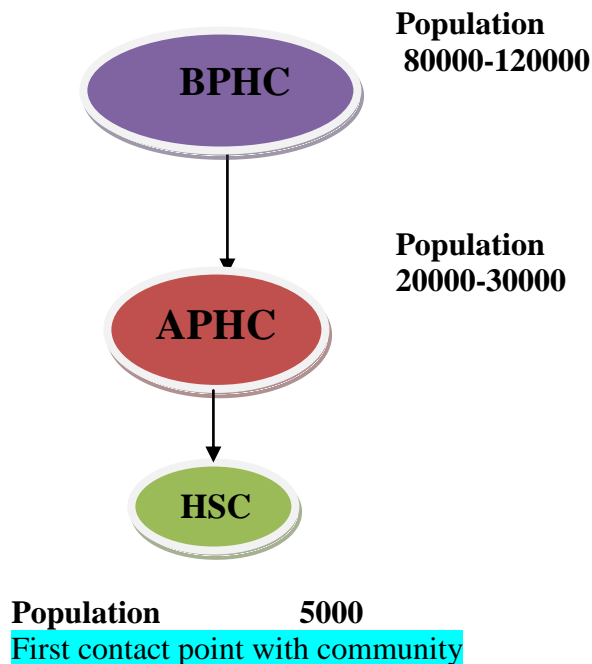 Population
80000-120000
BPHC
Population
20000-30000
APHC
HSC
Population 5000
First contact point with community